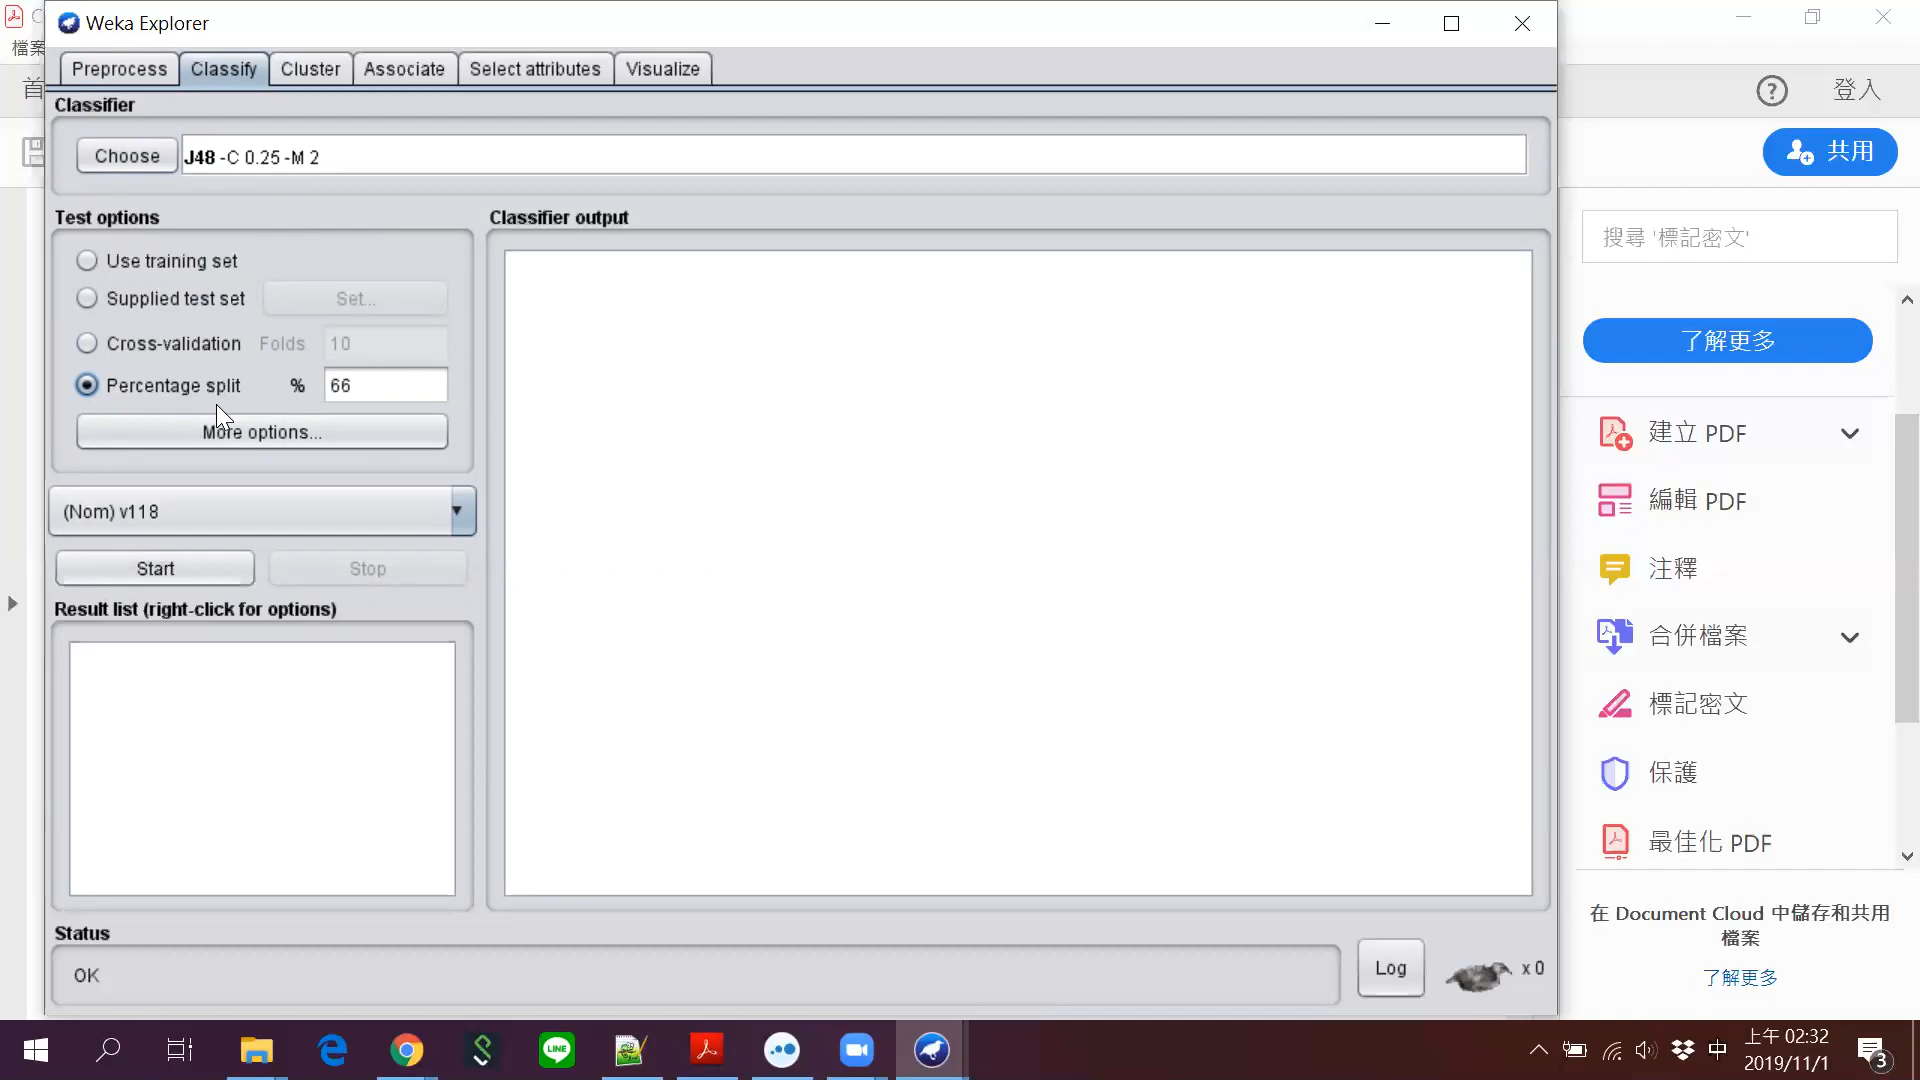 Weka Explorer
檔案
Preprocess Classify Cluster Associate Select attributes Visualize
首
登入
Classifier
Choose J48 -C 0.25 -M 2
共用
Test options
Classifier output
Use training set
Supplied test set Set...
Cross-validation Folds 10
Percentage split % 66
More options...
(Nom) v118
Start Stop
Result list (right-click for options)
Status
OK
Log
x 0
搜尋 '標記密文'
了解更多
建立 PDF
編輯 PDF
注釋
合併檔案
標記密文
保護
最佳化 PDF
在 Document Cloud 中儲存和共用
檔案
了解更多
LINE
中
上午 02:32
2019/11/1
3